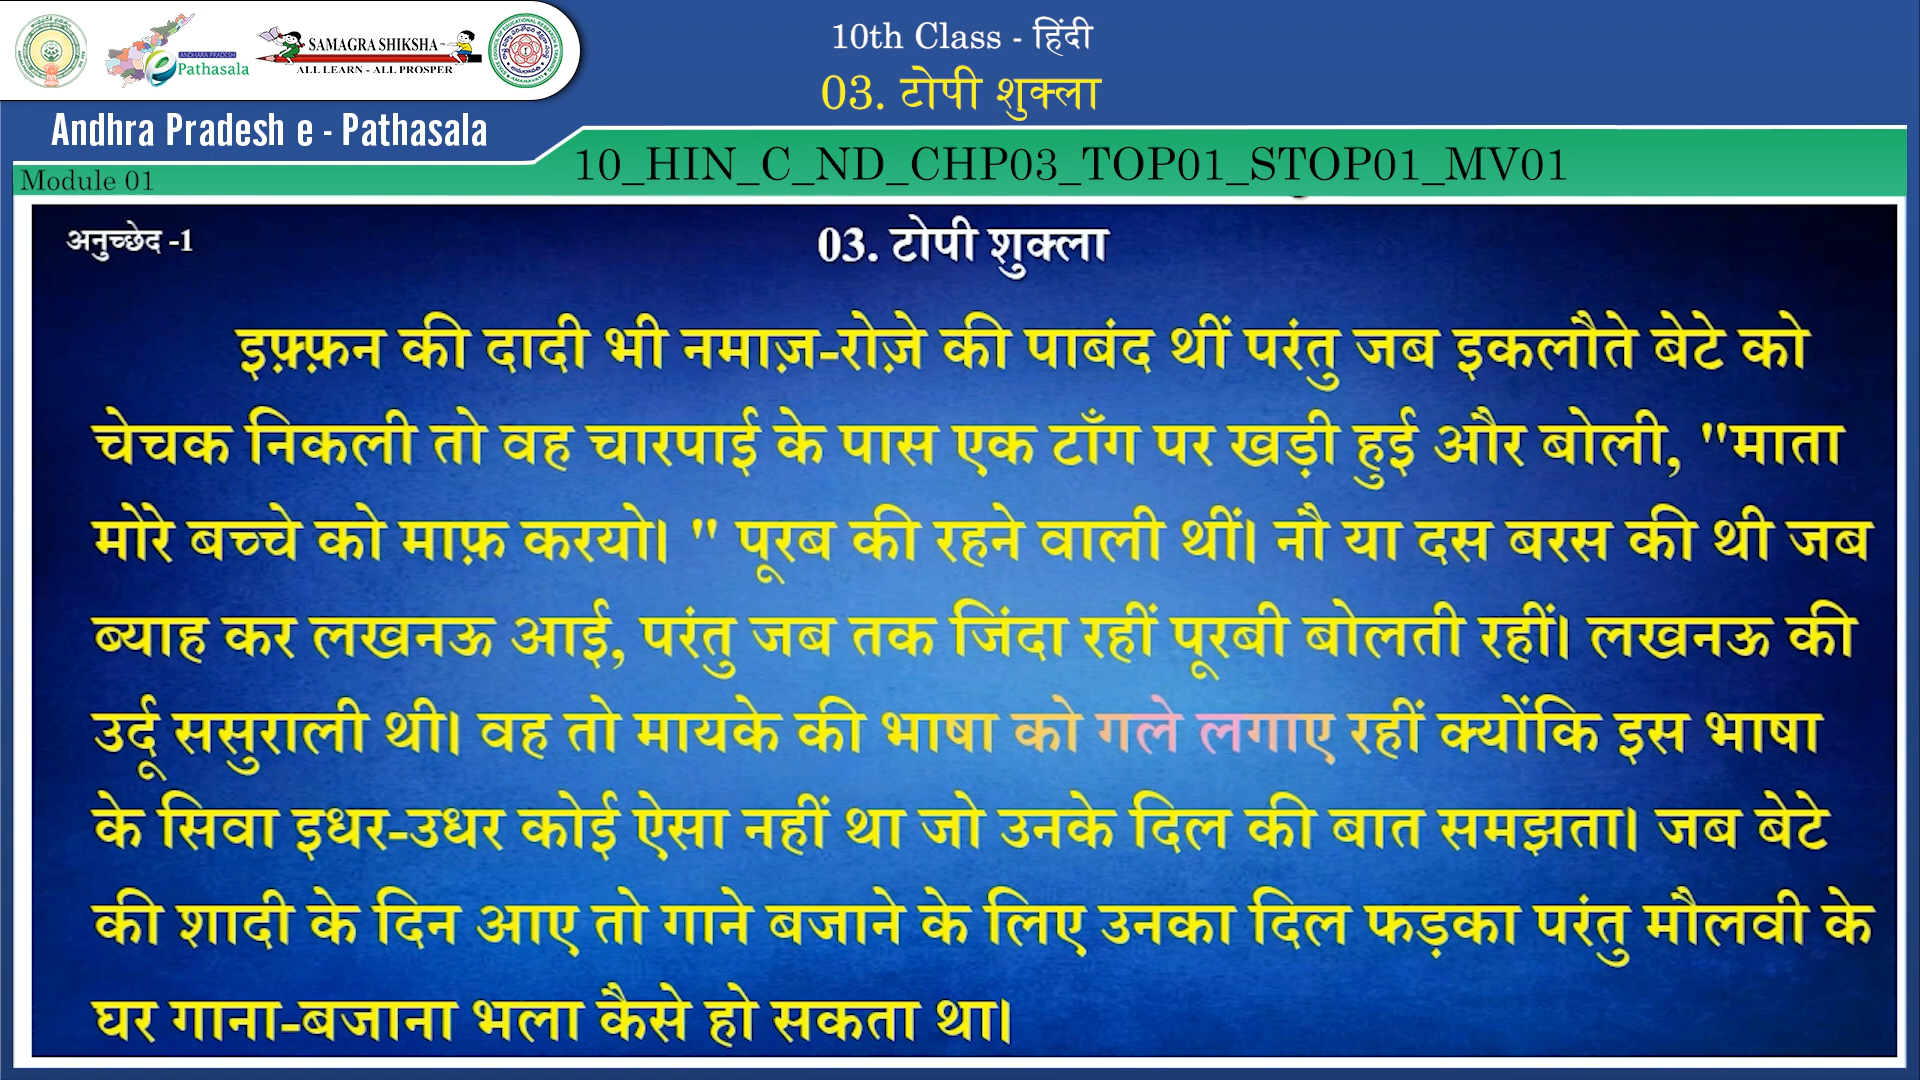 10th Class - हिंदी
03. टोपी शुक्ला
ANDHRA PRADESH
e Pathasala
SAMAGRA SHIKSHA
ALL LEARN - ALL PROSPER
Andhra Pradesh e - Pathasala
10_HIN_C_ND_CHP03_TOP01_STOP01_MV01
Module 01
अनुच्छेद -1
03. टोपी शुक्ला
इफ़्फ़न की दादी भी नमाज़-रोज़े की पाबंद थीं परंतु जब इकलौते बेटे को
चेचक निकली तो वह चारपाई के पास एक टाँग पर खड़ी हुई और बोली, "माता
मोरे बच्चे को माफ़ करयो। " पूरब की रहने वाली थीं। नौ या दस बरस की थी जब
ब्याह कर लखनऊ आई, परंतु जब तक जिंदा रहीं पूरबी बोलती रहीं। लखनऊ की
उर्दू ससुराली थी। वह तो मायके की भाषा को गले लगाए रहीं क्योंकि इस भाषा
के सिवा इधर-उधर कोई ऐसा नहीं था जो उनके दिल की बात समझता। जब बेटे
की शादी के दिन आए तो गाने बजाने के लिए उनका दिल फड़का परंतु मौलवी के
घर गाना-बजाना भला कैसे हो सकता था।